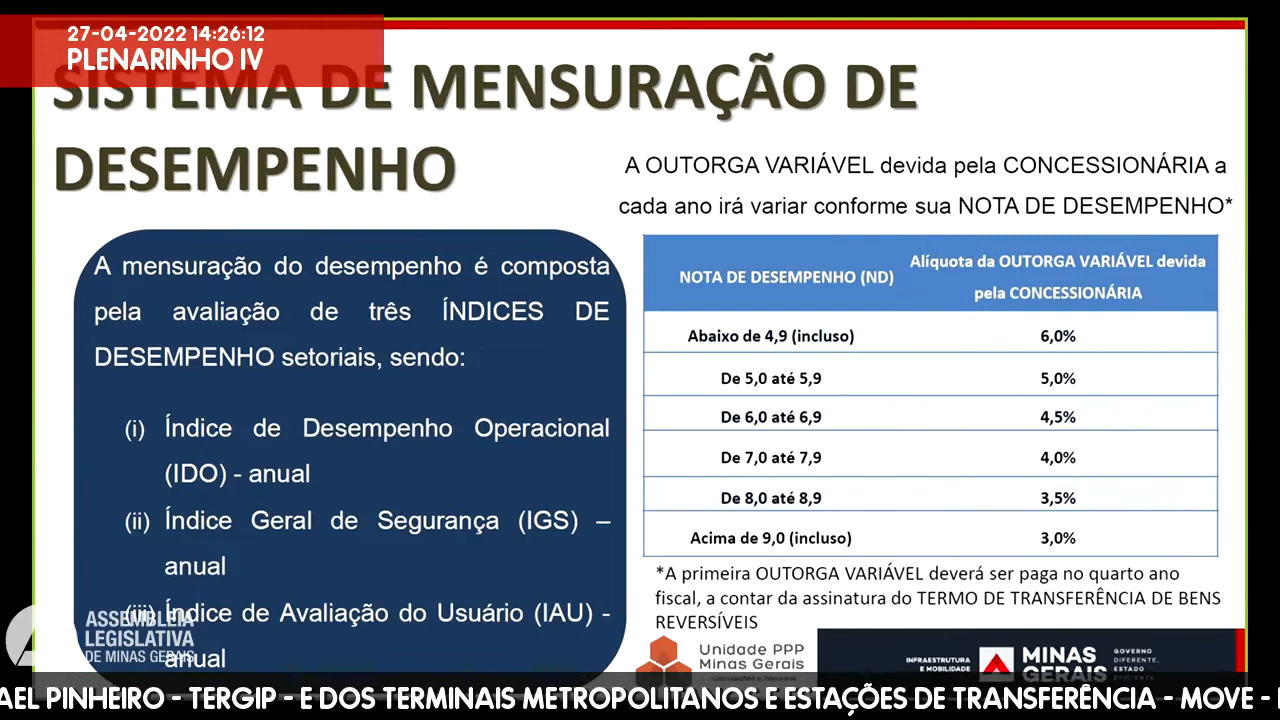 27-04-2022 14:26:12
PLENARINHO IV
SISTEMA DE MENSURAÇÃO DE
DESEMPENHO
A OUTORGA VARIÁVEL devida pela CONCESSIONÁRIA a
cada ano irá variar conforme sua NOTA DE DESEMPENHO*
A mensuração do desempenho é composta
pela avaliação de três ÍNDICES DE
DESEMPENHO setoriais, sendo:
(i) Índice de Desempenho Operacional
(IDO) - anual
(ii) Índice Geral de Segurança (IGS) –
anual
(iii) Índice de Avaliação do Usuário (IAU) -
anual
NOTA DE DESEMPENHO (ND) Alíquota da OUTORGA VARIÁVEL devida
pela CONCESSIONÁRIA
Abaixo de 4,9 (incluso) 6,0%
De 5,0 até 5,9 5,0%
De 6,0 até 6,9 4,5%
De 7,0 até 7,9 4,0%
De 8,0 até 8,9 3,5%
Acima de 9,0 (incluso) 3,0%
*A primeira OUTORGA VARIÁVEL deverá ser paga no quarto ano
fiscal, a contar da assinatura do TERMO DE TRANSFERÊNCIA DE BENS
REVERSÍVEIS
ASSEMBLEIA
LEGISLATIVA
DE MINAS GERAIS
Unidade PPP
Minas Gerais
INFRAESTRUTURA
E MOBILIDADE
MINAS
GERAIS
GOVERNO
DIFERENTE.
ESTADO
EFICIENTE.
AEL PINHEIRO - TERGIP - E DOS TERMINAIS METROPOLITANOS E ESTAÇÕES DE TRANSFERÊNCIA - MOVE -